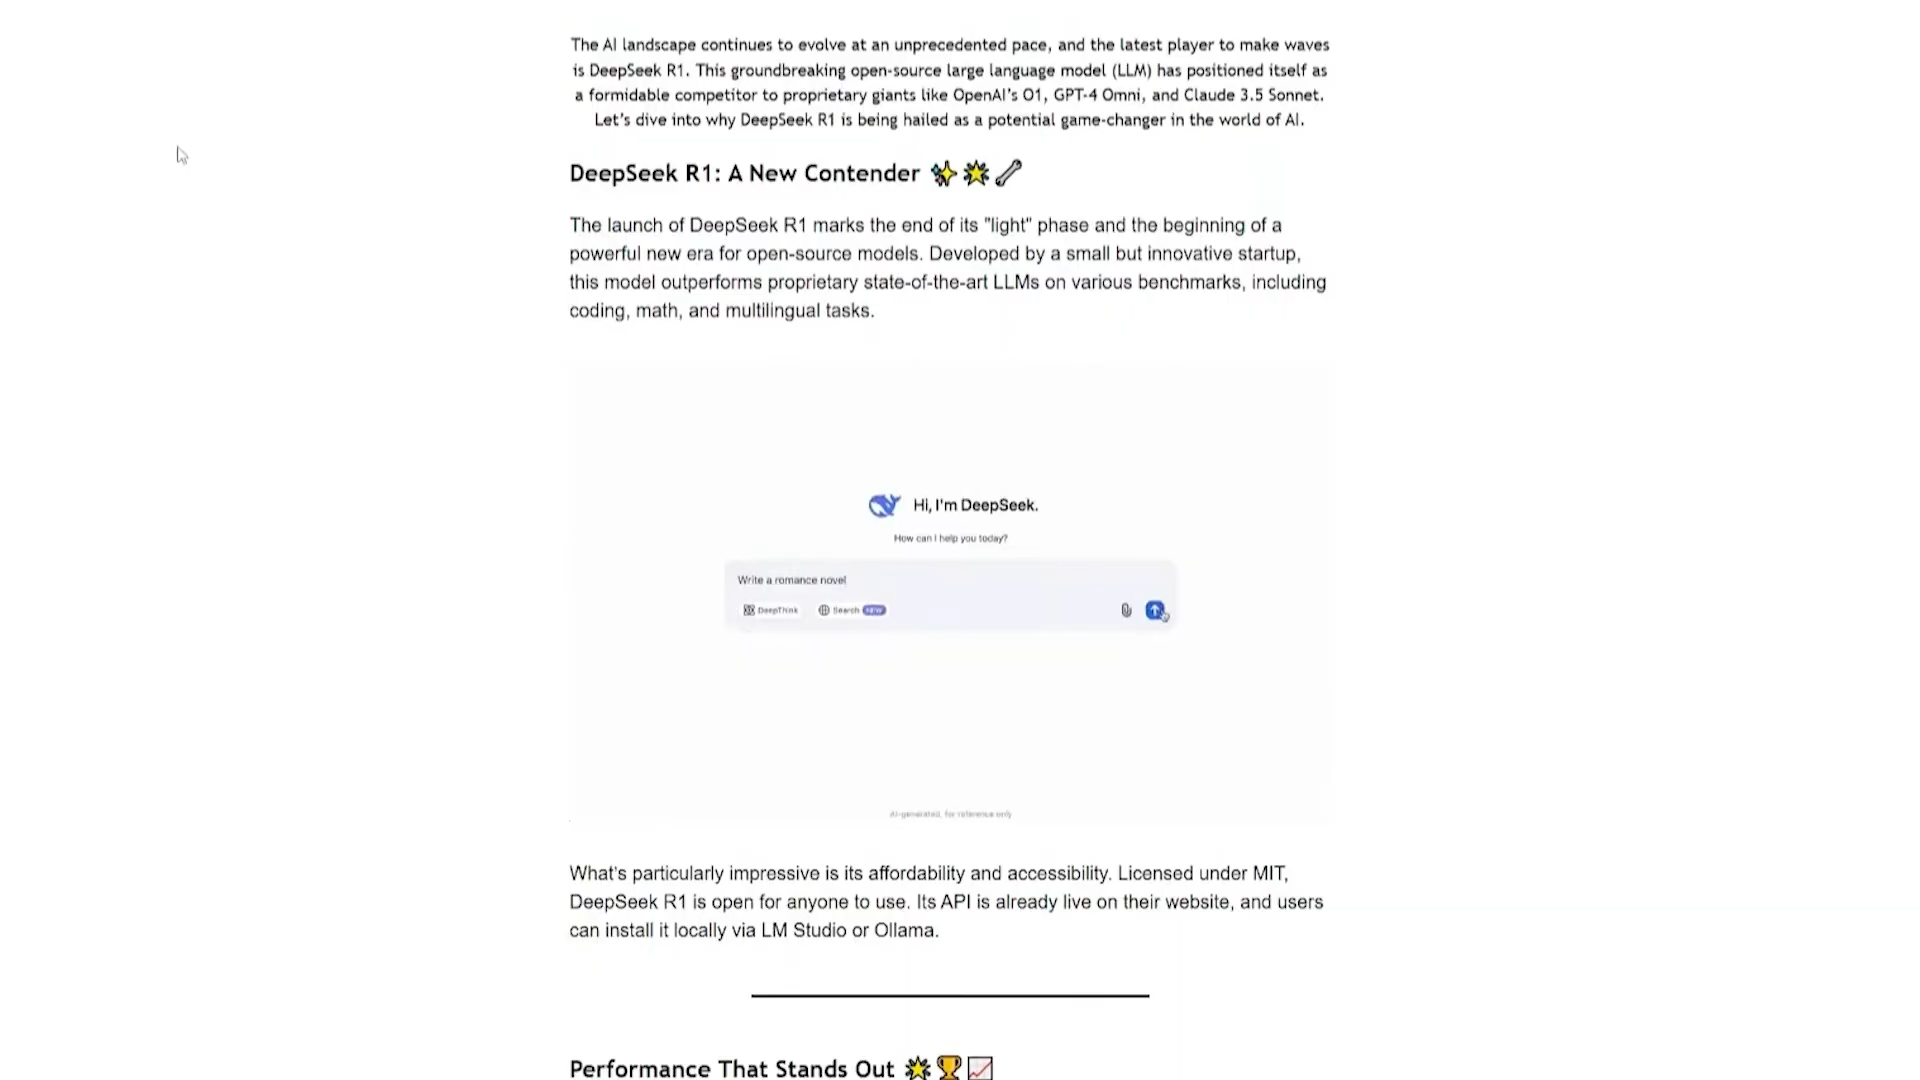 The AI landscape continues to evolve at an unprecedented pace, and the latest player to make waves
is DeepSeek R1. This groundbreaking open-source large language model (LLM) has positioned itself as
a formidable competitor to proprietary giants like OpenAI's O1, GPT-4 Omni, and Claude 3.5 Sonnet.
Let's dive into why DeepSeek R1 is being hailed as a potential game-changer in the world of AI.
DeepSeek R1: A New Contender ✨🌟🦴
The launch of DeepSeek R1 marks the end of its "light" phase and the beginning of a
powerful new era for open-source models. Developed by a small but innovative startup,
this model outperforms proprietary state-of-the-art LLMs on various benchmarks, including
coding, math, and multilingual tasks.
Hi, I'm DeepSeek.
How can I help you today?
Write a romance novel
DeepThink Search NEW
AI-generated, for reference only
What's particularly impressive is its affordability and accessibility. Licensed under MIT,
DeepSeek R1 is open for anyone to use. Its API is already live on their website, and users
can install it locally via LM Studio or Ollama.
Performance That Stands Out 🌟🏆📈